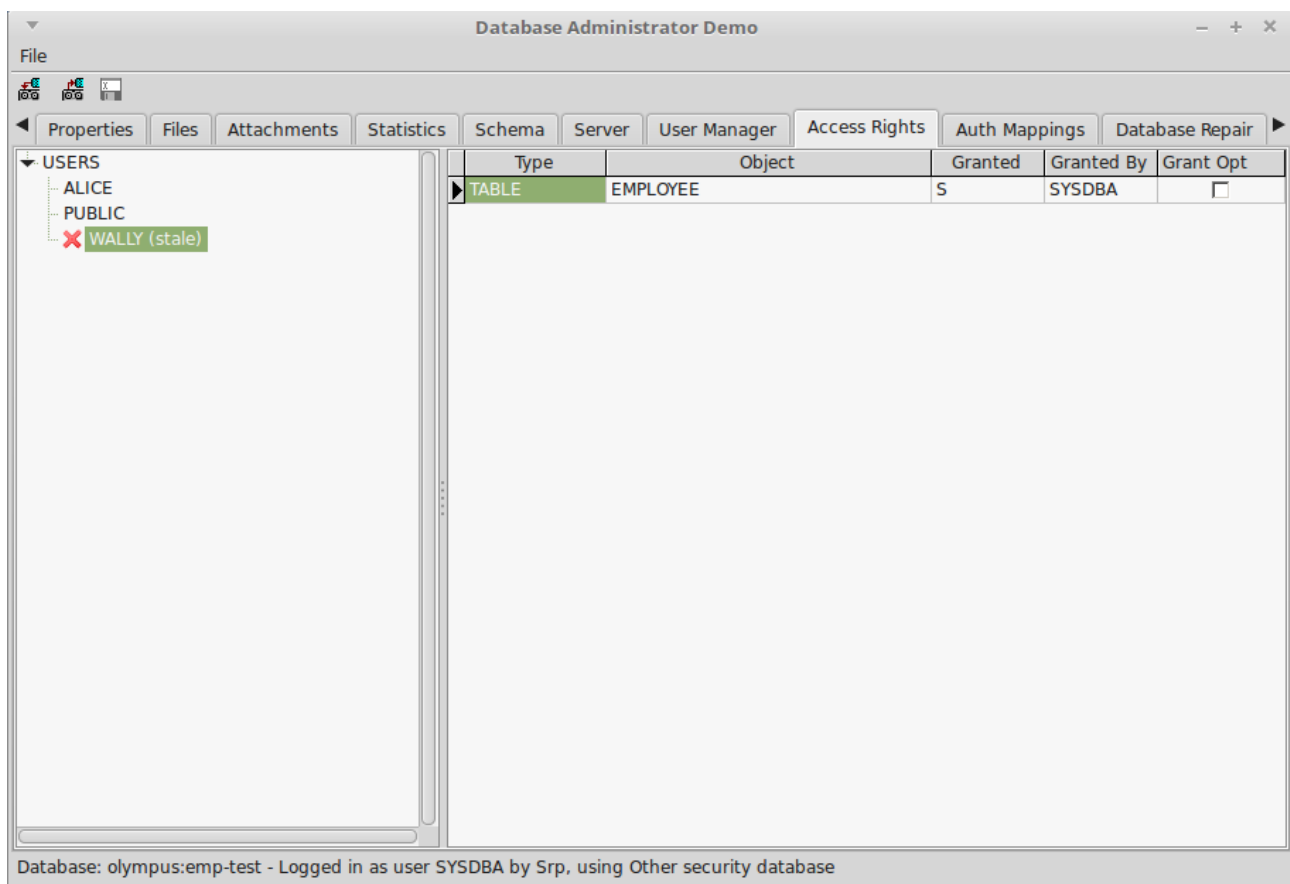 Database Administrator Demo
File
Properties Files Attachments Statistics Schema Server User Manager Access Rights Auth Mappings Database Repair
USERS
ALICE
PUBLIC
WALLY (stale)
Type Object Granted Granted By Grant Opt
TABLE EMPLOYEE S SYSDBA
Database: olympus:emp-test - Logged in as user SYSDBA by Srp, using Other security database